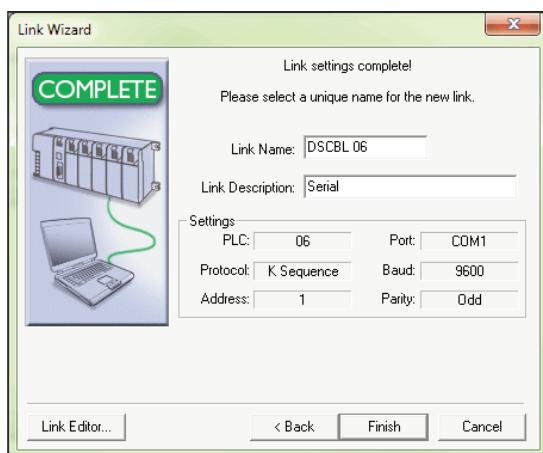 Link Wizard
COMPLETE
Link settings complete!
Please select a unique name for the new link.
Link Name: DSCBL 06
Link Description: Serial
Settings
PLC: 06 Port: COM1
Protocol: K Sequence Baud: 9600
Address: 1 Parity: Odd
Link Editor... < Back Finish Cancel